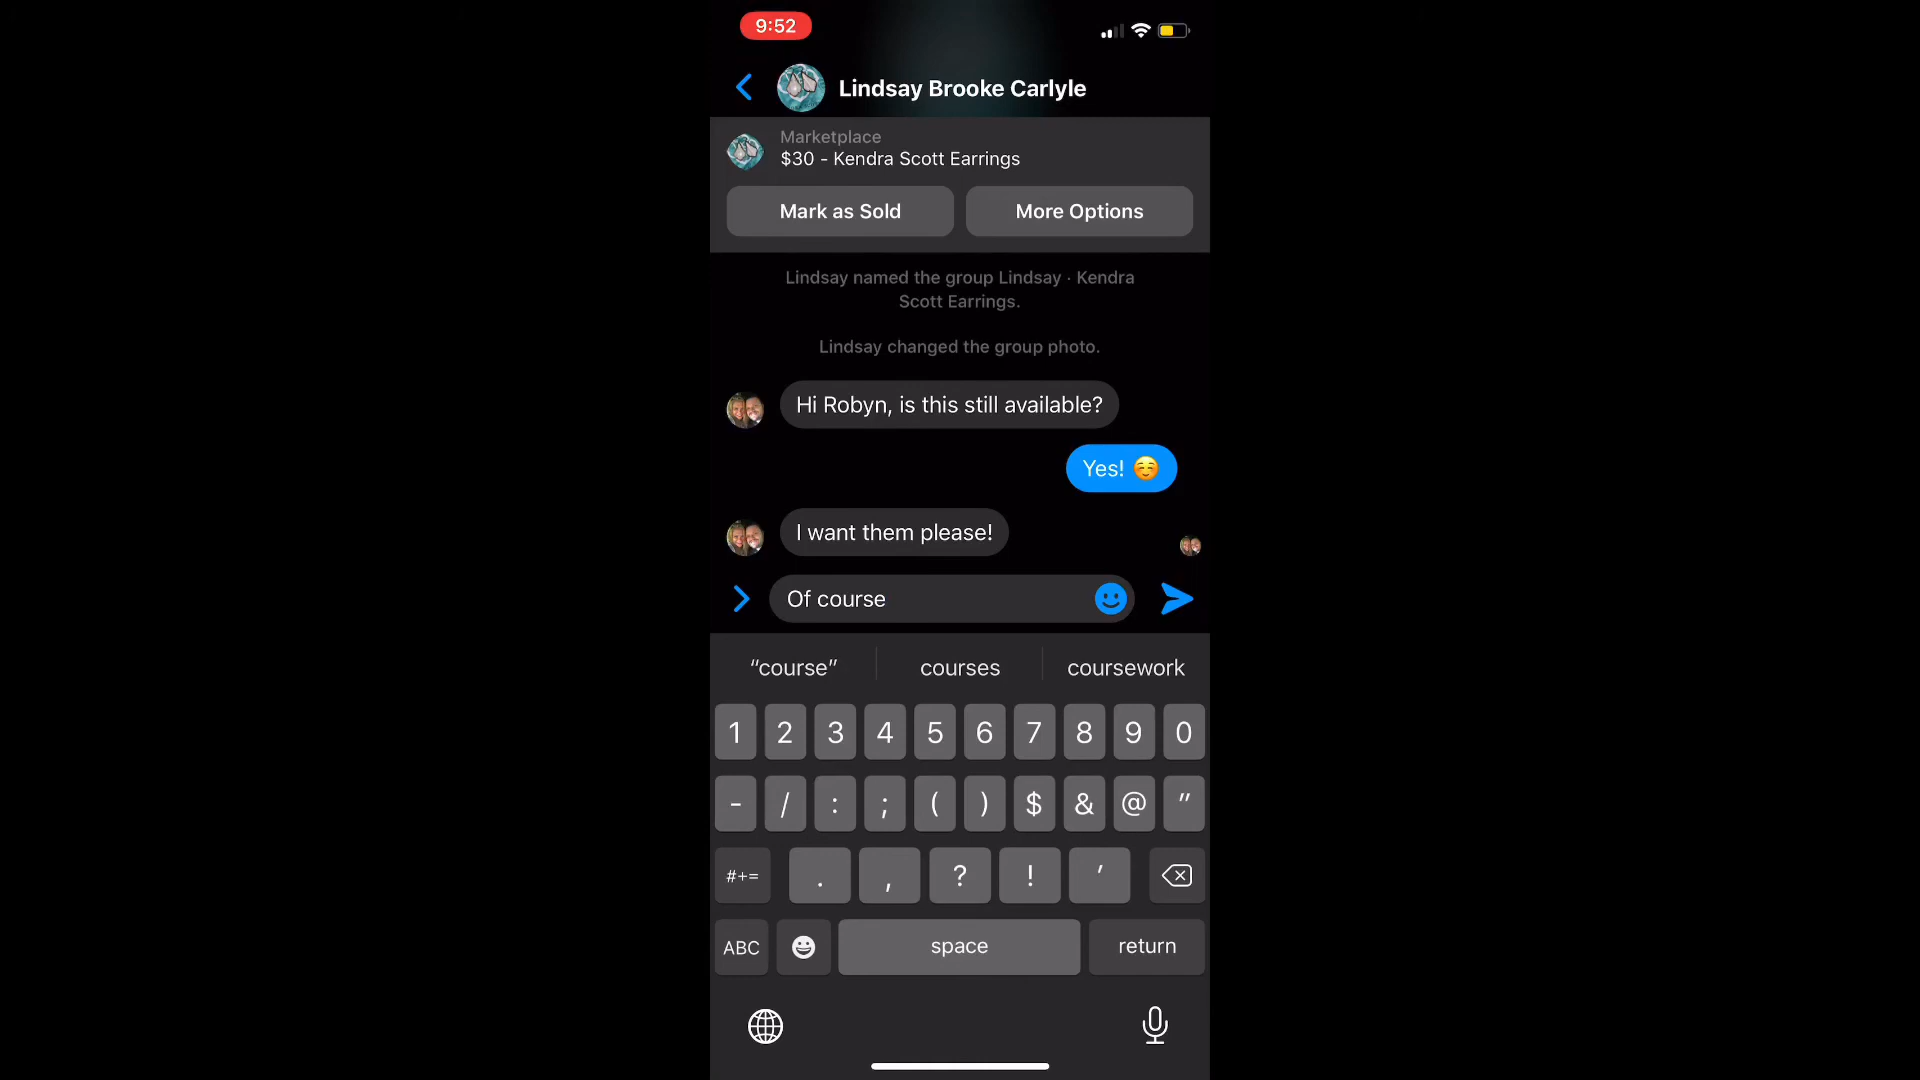 9:52
Lindsay Brooke Carlyle
Marketplace
$30 - Kendra Scott Earrings
Mark as Sold
More Options
Lindsay named the group Lindsay · Kendra
Scott Earrings.
Lindsay changed the group photo.
Hi Robyn, is this still available?
Yes! ☺️
I want them please!
Of course
“course” courses coursework
1 2 3 4 5 6 7 8 9 0
- / : ; ( ) $ & @ "
#+= . , ? ! '
ABC space return